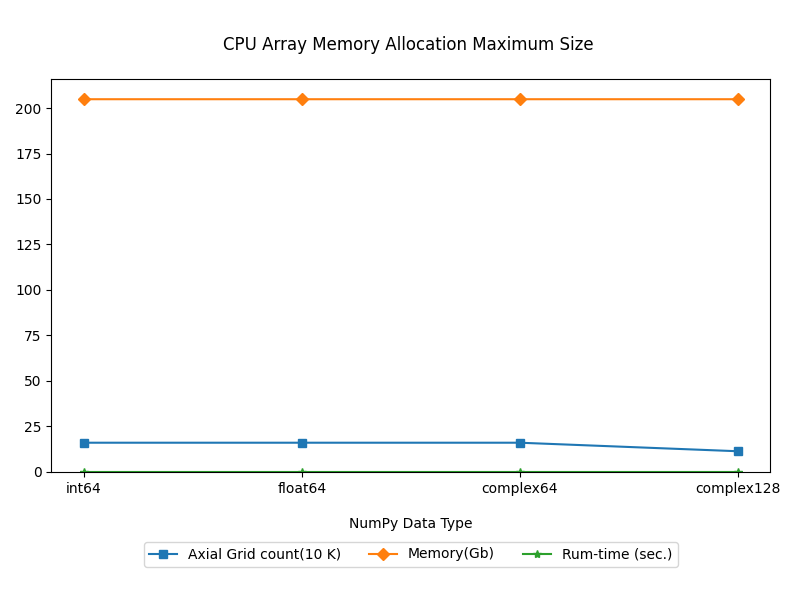 CPU Array Memory Allocation Maximum Size
200
175
150
125
100
75
50
25
0
int64 float64 complex64 complex128
NumPy Data Type
Axial Grid count(10 K) Memory(Gb) Rum-time (sec.)